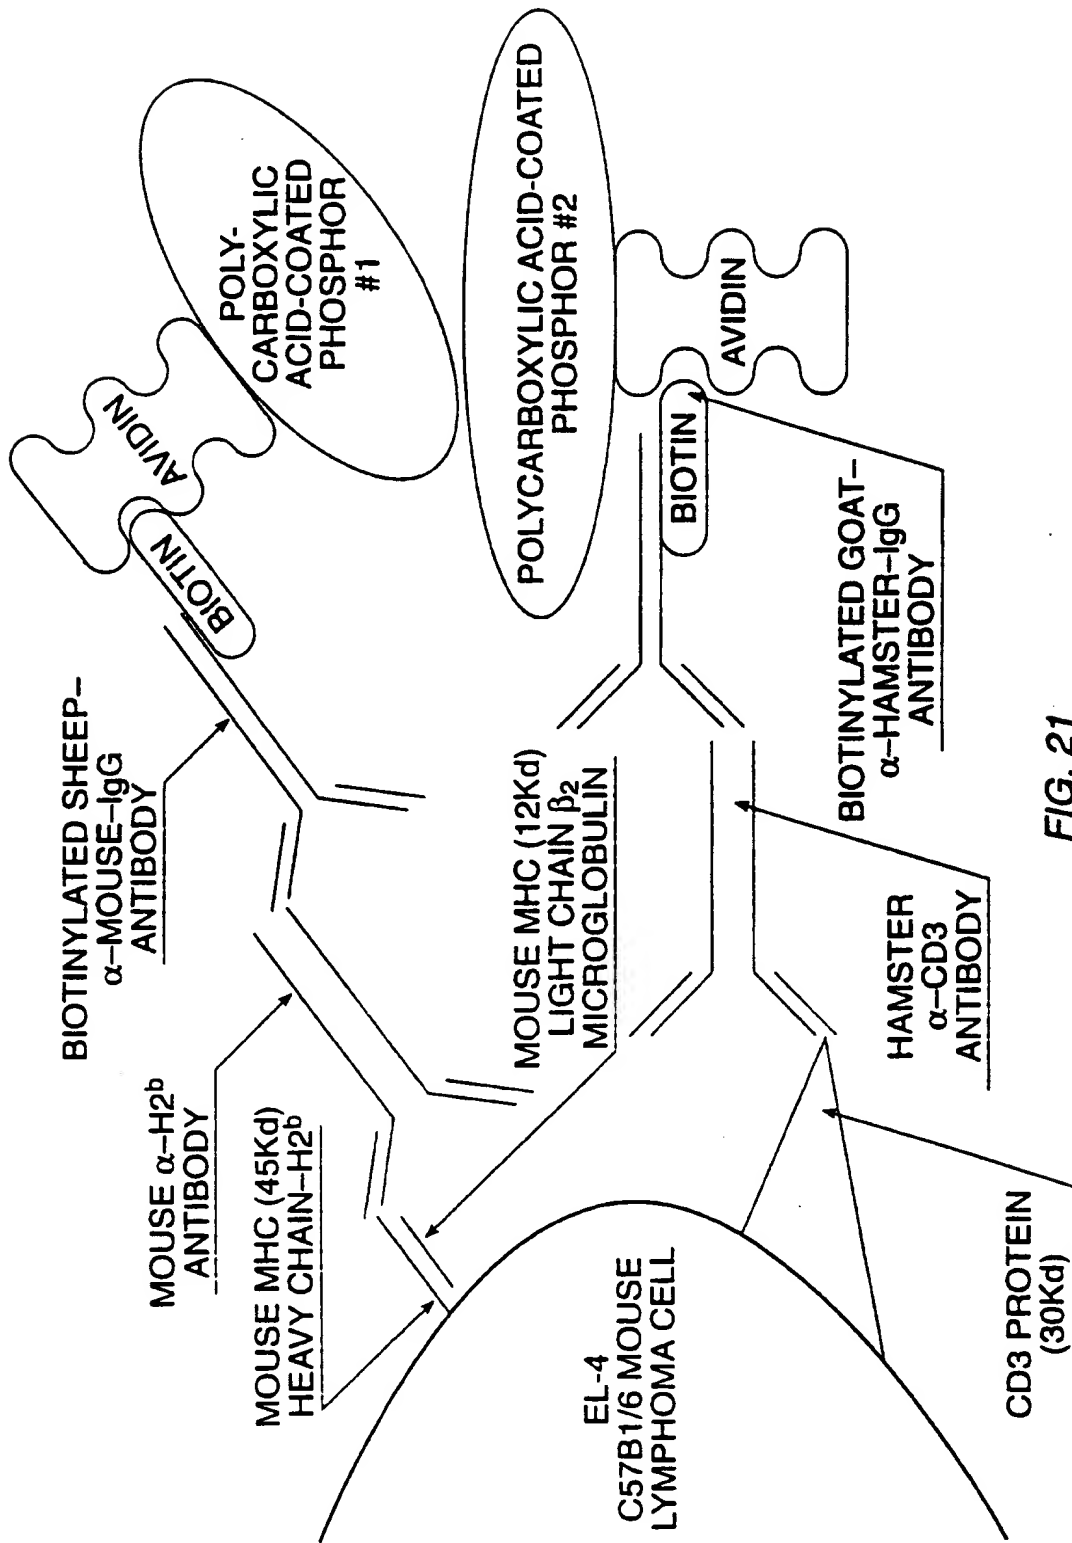 BIOTINYLATED SHEEP–
α–MOUSE–IgG
ANTIBODY
MOUSE α–H2ᵇ
ANTIBODY
MOUSE MHC (45Kd)
HEAVY CHAIN–H2ᵇ
BIOTIN
AVIDIN
POLY-
CARBOXYLIC
ACID-COATED
PHOSPHOR
#1
POLYCARBOXYLIC ACID-COATED
PHOSPHOR #2
MOUSE MHC (12Kd)
LIGHT CHAIN β₂
MICROGLOBULIN
EL-4
C57B1/6 MOUSE
LYMPHOMA CELL
BIOTIN
AVIDIN
BIOTINYLATED GOAT–
α–HAMSTER–IgG
ANTIBODY
HAMSTER
α–CD3
ANTIBODY
CD3 PROTEIN
(30Kd)
FIG. 21